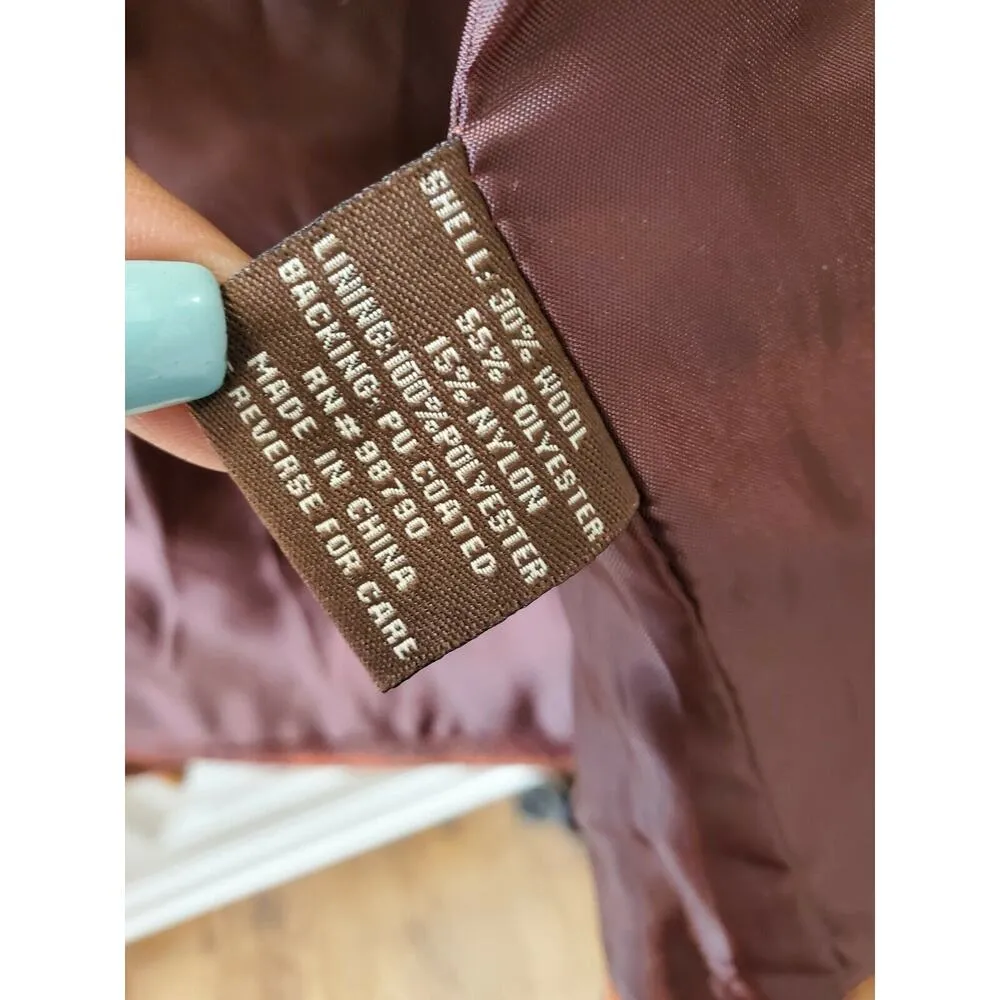 SHELL: 30% WOOL
55% POLYESTER
15% NYLON
LINING:100%POLYESTER
BACKING: PU COATED
RN#98790
MADE IN CHINA
REVERSE FOR CARE